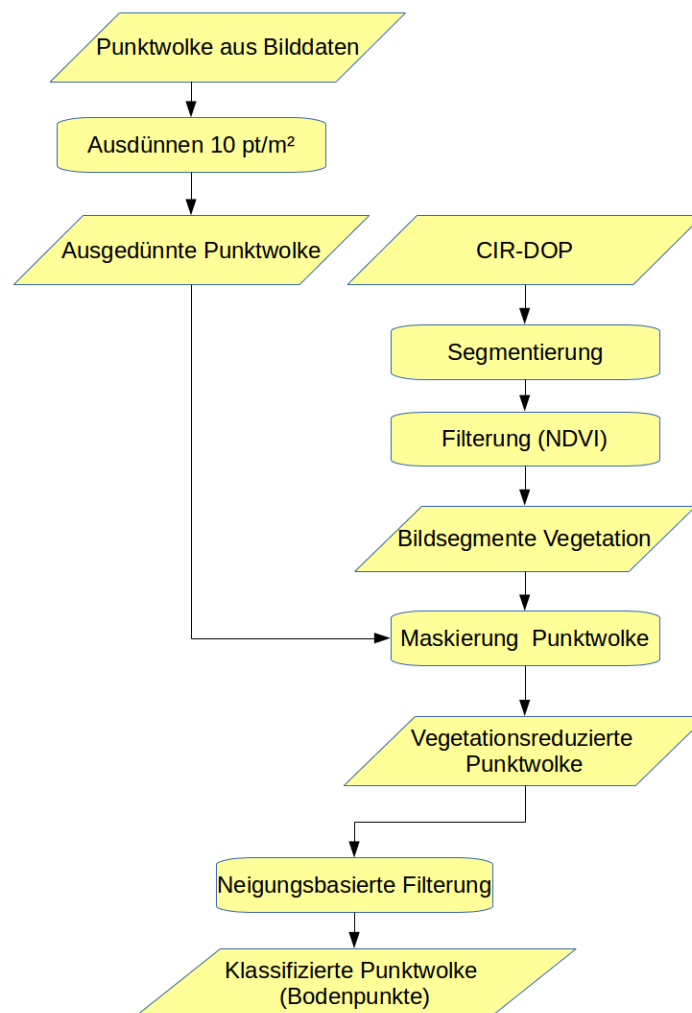 Punktwolke aus Bilddaten
Ausdünnen 10 pt/m²
Ausgedünnte Punktwolke
CIR-DOP
Segmentierung
Filterung (NDVI)
Bildsegmente Vegetation
Maskierung  Punktwolke
Vegetationsreduzierte
Punktwolke
Neigungsbasierte Filterung
Klassifizierte Punktwolke
(Bodenpunkte)